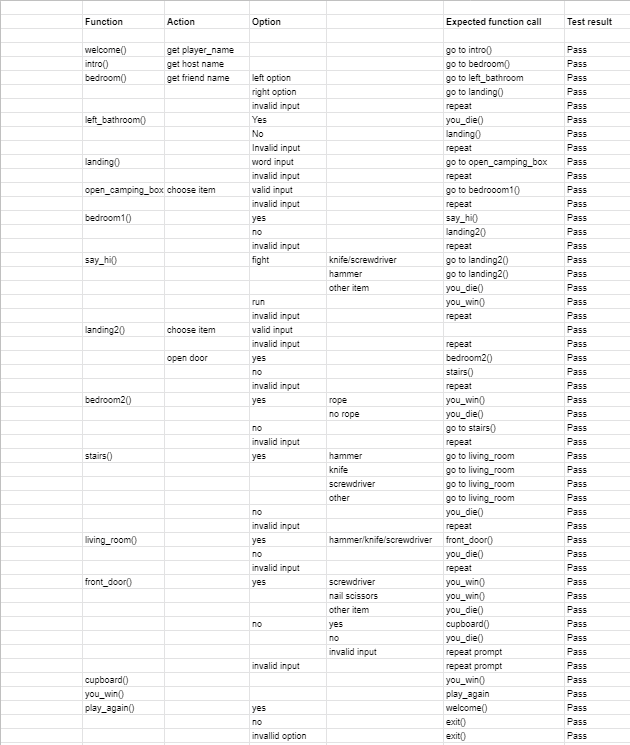 Function Action Option Expected function call Test result
welcome() get player_name go to intro() Pass
intro() get host name go to bedroom() Pass
bedroom() get friend name left option go to left_bathroom Pass
right option go to landing() Pass
invalid input repeat Pass
left_bathroom() Yes you_die() Pass
No landing() Pass
Invalid input repeat Pass
landing() word input go to open_camping_box Pass
invalid input repeat Pass
open_camping_box choose item valid input go to bedrooom1() Pass
invalid input repeat Pass
bedroom1() yes say_hi() Pass
no landing2() Pass
invalid input repeat Pass
say_hi() fight knife/screwdriver go to landing2() Pass
hammer go to landing2() Pass
other item you_die() Pass
run you_win() Pass
invalid input repeat Pass
landing2() choose item valid input Pass
invalid input repeat Pass
open door yes bedroom2() Pass
no stairs() Pass
invalid input repeat Pass
bedroom2() yes rope you_win() Pass
no rope you_die() Pass
no go to stairs() Pass
invalid input repeat Pass
stairs() yes hammer go to living_room Pass
knife go to living_room Pass
screwdriver go to living_room Pass
other go to living_room Pass
no you_die() Pass
invalid input repeat Pass
living_room() yes hammer/knife/screwdriver front_door() Pass
no you_die() Pass
invalid input repeat Pass
front_door() yes screwdriver you_win() Pass
nail scissors you_win() Pass
other item you_die() Pass
no yes cupboard() Pass
no you_die() Pass
invalid input repeat prompt Pass
invalid input repeat prompt Pass
cupboard() you_win() Pass
you_win() play_again Pass
play_again() yes welcome() Pass
no exit() Pass
invallid option exit() Pass